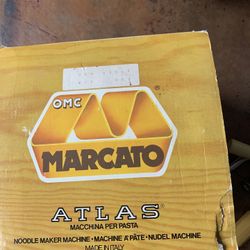 OMC
®
MARCATO
ATLAS®
MACCHINA PER PASTA
NOODLE MAKER MACHINE • MACHINE A PÂTE • NUDEL MACHINE
MADE IN ITALY